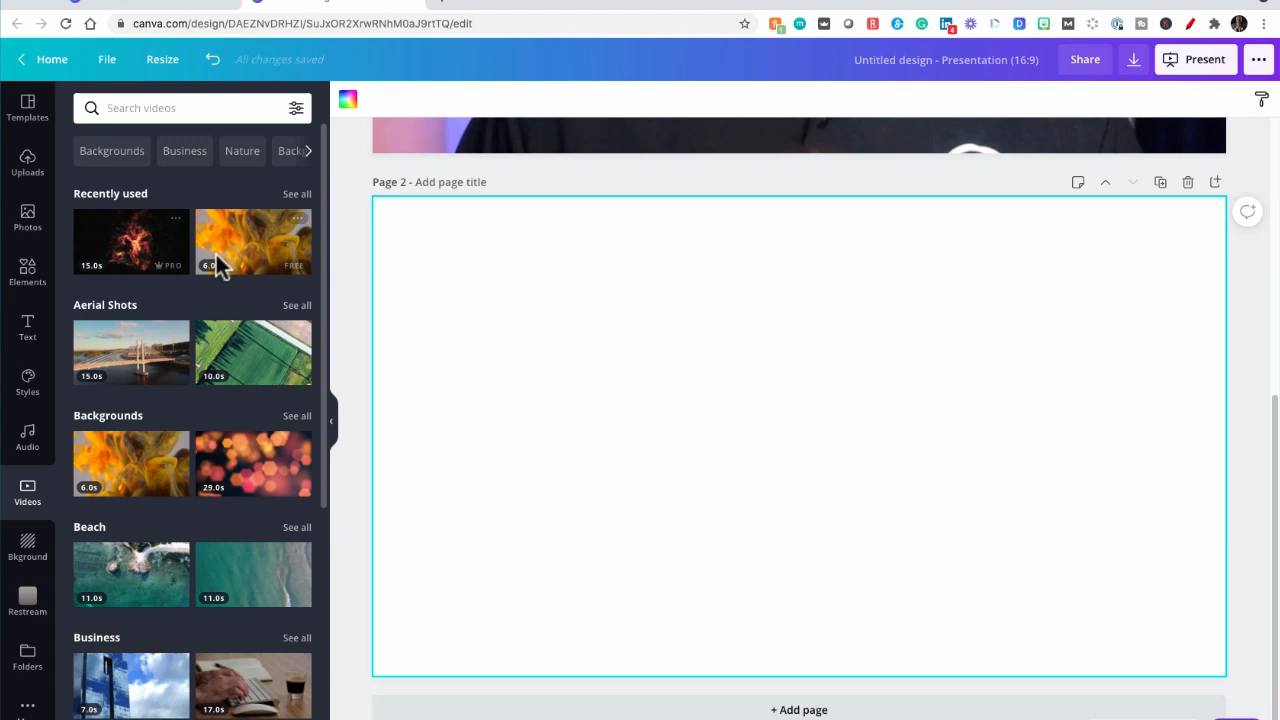 canva.com/design/DAEZNvDRHZI/SuJxOR2XrwRNhM0aJ9rtTQ/edit
Home
File
Resize
All changes saved
Untitled design - Presentation (16:9)
Share
Present
Templates
Uploads
Photos
Elements
Text
Styles
Audio
Videos
Bkground
Restream
Folders
Search videos
Backgrounds
Business
Nature
Recently used
See all
15.0s
PRO
FREE
Aerial Shots
See all
15.0s
10.0s
Backgrounds
See all
6.0s
29.0s
Beach
See all
11.0s
11.0s
Business
See all
7.0s
17.0s
Page 2 - Add page title
+ Add page